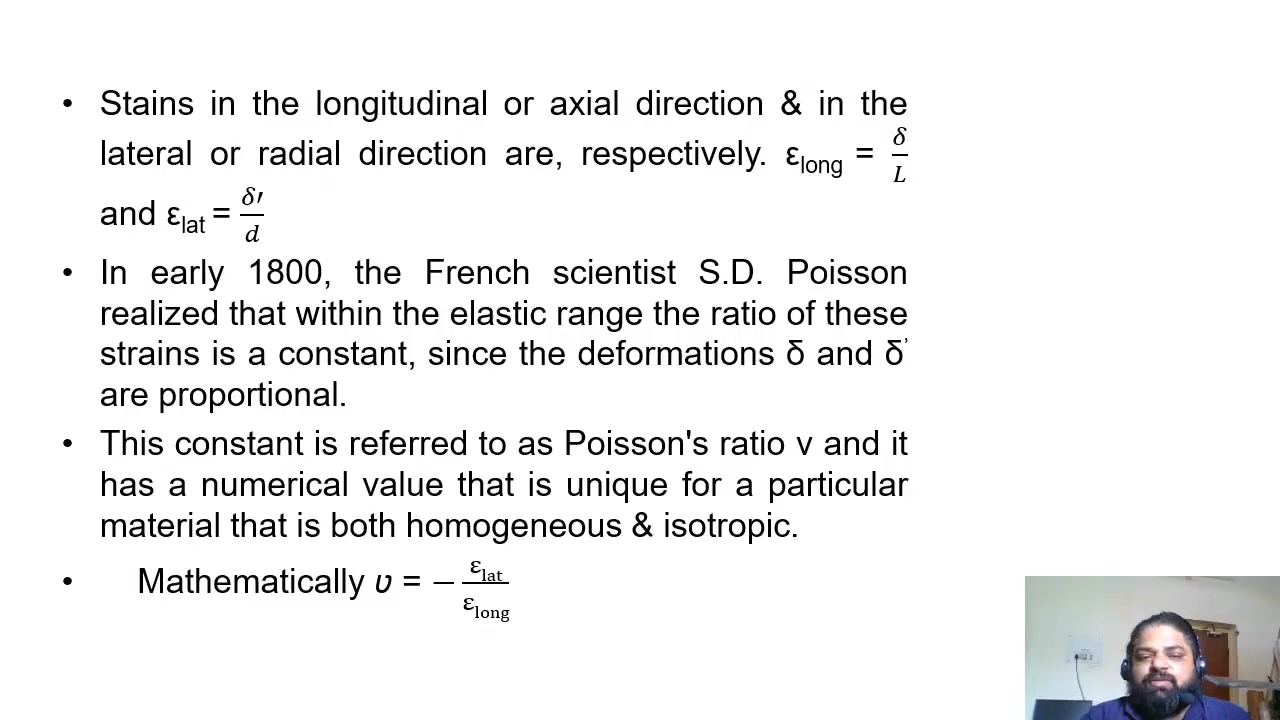 • Stains in the longitudinal or axial direction & in the
lateral or radial direction are, respectively. εlong = δ/L
and εlat = δ′/d
• In early 1800, the French scientist S.D. Poisson
realized that within the elastic range the ratio of these
strains is a constant, since the deformations δ and δ’
are proportional.
• This constant is referred to as Poisson's ratio v and it
has a numerical value that is unique for a particular
material that is both homogeneous & isotropic.
• Mathematically υ = − εlat/εlong